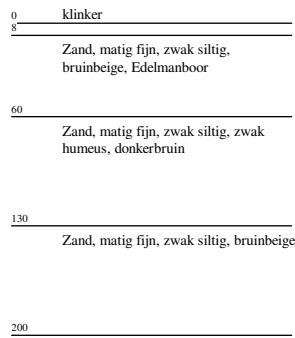 0 klinker
8
Zand, matig fijn, zwak siltig,
bruinbeige, Edelmanboor
60
Zand, matig fijn, zwak siltig, zwak
humeus, donkerbruin
130
Zand, matig fijn, zwak siltig, bruinbeige
200